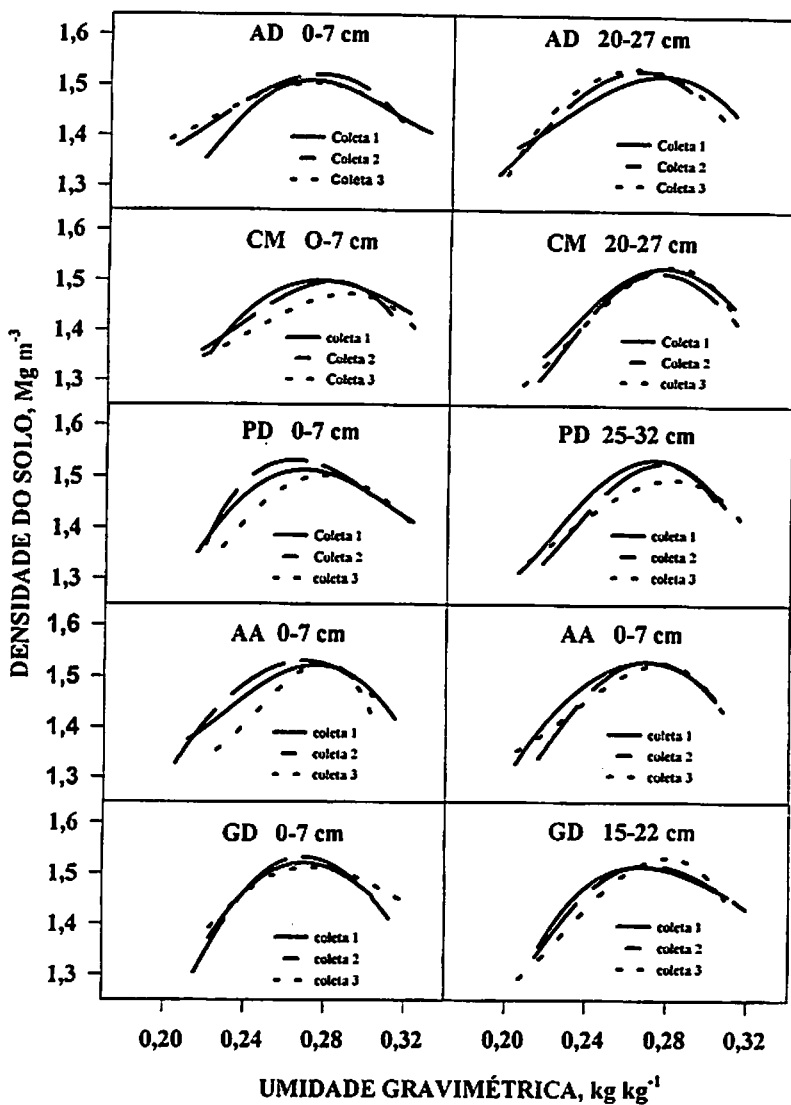 DENSIDADE DO SOLO, Mg m⁻³
1,6
1,5
1,4
1,3
AD 0-7 cm
Coleta 1
Coleta 2
Coleta 3
AD 20-27 cm
Coleta 1
Coleta 2
Coleta 3
1,6
1,5
1,4
1,3
CM O-7 cm
coleta 1
Coleta 2
Coleta 3
CM 20-27 cm
Coleta 1
Coleta 2
coleta 3
1,6
1,5
1,4
1,3
PD 0-7 cm
Coleta 1
Coleta 2
coleta 3
PD 25-32 cm
coleta 1
coleta 2
coleta 3
1,6
1,5
1,4
1,3
AA 0-7 cm
coleta 1
coleta 2
coleta 3
AA 0-7 cm
coleta 1
coleta 2
coleta 3
1,6
1,5
1,4
1,3
GD 0-7 cm
coleta 1
coleta 2
coleta 3
GD 15-22 cm
coleta 1
coleta 2
coleta 3
0,20 0,24 0,28 0,32 0,20 0,24 0,28 0,32
UMIDADE GRAVIMÉTRICA, kg kg⁻¹